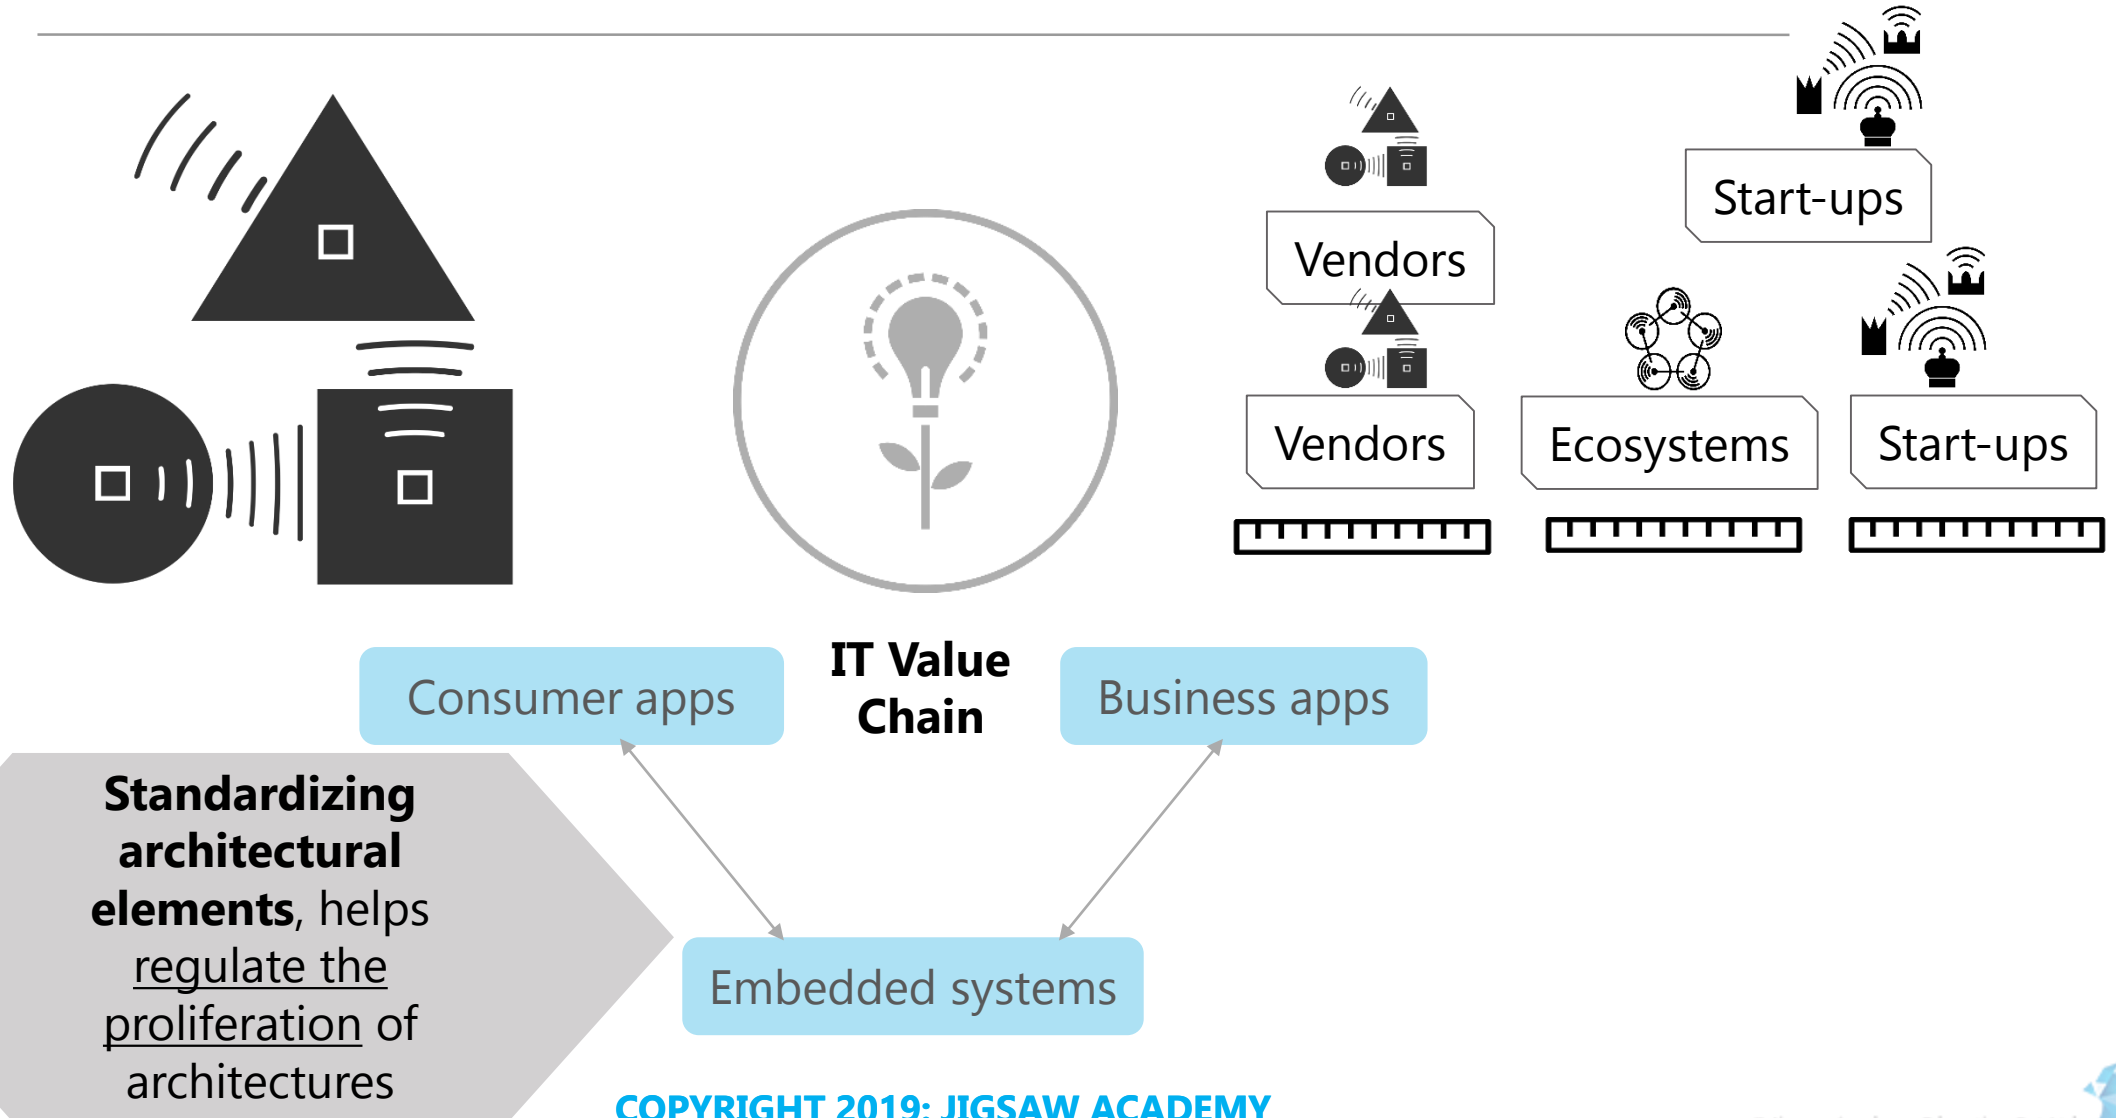 Start-ups
Vendors
Vendors
Ecosystems
Start-ups
IT Value
Chain
Consumer apps
Business apps
Standardizing
architectural
elements, helps
regulate the
proliferation of
architectures
Embedded systems
COPYRIGHT 2019: JIGSAW ACADEMY